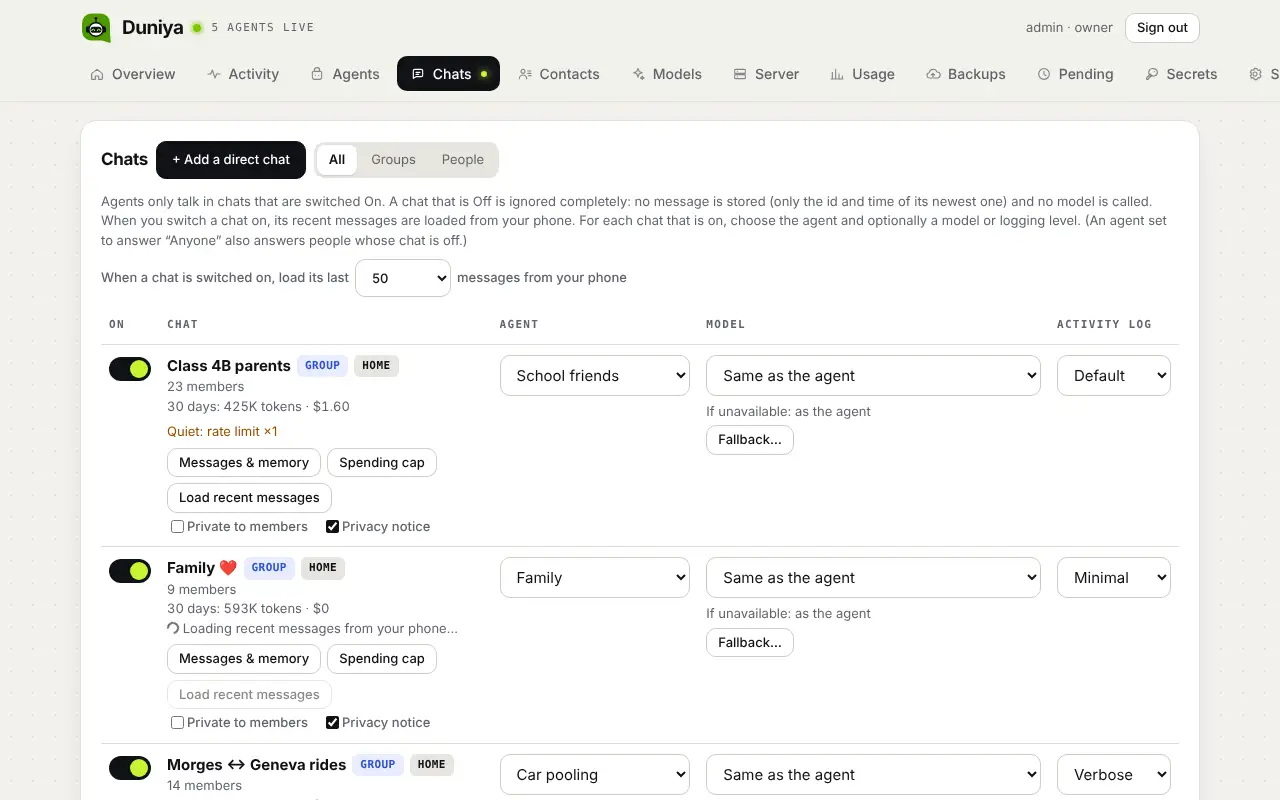 Duniya 5 AGENTS LIVE admin · owner Sign out
Overview Activity Agents Chats Contacts Models Server Usage Backups Pending Secrets S
Chats + Add a direct chat All Groups People
Agents only talk in chats that are switched On. A chat that is Off is ignored completely: no message is stored (only the id and time of its newest one) and no model is called.
When you switch a chat on, its recent messages are loaded from your phone. For each chat that is on, choose the agent and optionally a model or logging level. (An agent set
to answer “Anyone” also answers people whose chat is off.)
When a chat is switched on, load its last 50 messages from your phone
ON CHAT AGENT MODEL ACTIVITY LOG
Class 4B parents GROUP HOME School friends Same as the agent Default
23 members
30 days: 425K tokens · $1.60 If unavailable: as the agent
Quiet: rate limit ×1 Fallback...
Messages & memory Spending cap
Load recent messages
Private to members Privacy notice
Family ❤️ GROUP HOME Family Same as the agent Minimal
9 members
30 days: 593K tokens · $0 If unavailable: as the agent
Loading recent messages from your phone... Fallback...
Messages & memory Spending cap
Load recent messages
Private to members Privacy notice
Morges ↔ Geneva rides GROUP HOME Car pooling Same as the agent Verbose
14 members